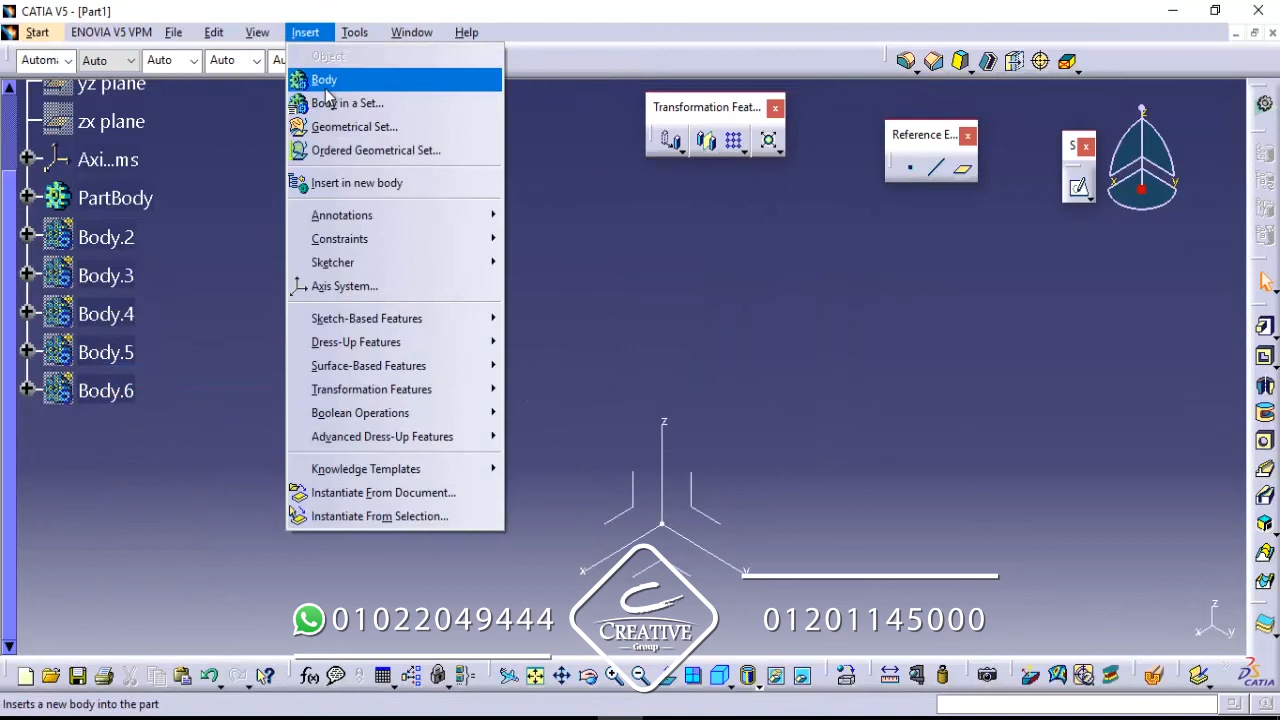 CATIA V5 - [Part1]
Start ENOVIA V5 VPM File Edit View Insert Tools Window Help
Automa Auto Auto Auto Au
Object
Body
Body in a Set...
Geometrical Set...
Ordered Geometrical Set...
Insert in new body
Annotations
Constraints
Sketcher
Axis System...
Sketch-Based Features
Dress-Up Features
Surface-Based Features
Transformation Features
Boolean Operations
Advanced Dress-Up Features
Knowledge Templates
Instantiate From Document...
Instantiate From Selection...
yz plane
zx plane
Axi...ms
PartBody
Body.2
Body.3
Body.4
Body.5
Body.6
Transformation Feat...
Reference E...
S
z
x y
z
x y
01022049444
CREATIVE
Group
01201145000
z
x y
f(x)
CATIA
Inserts a new body into the part